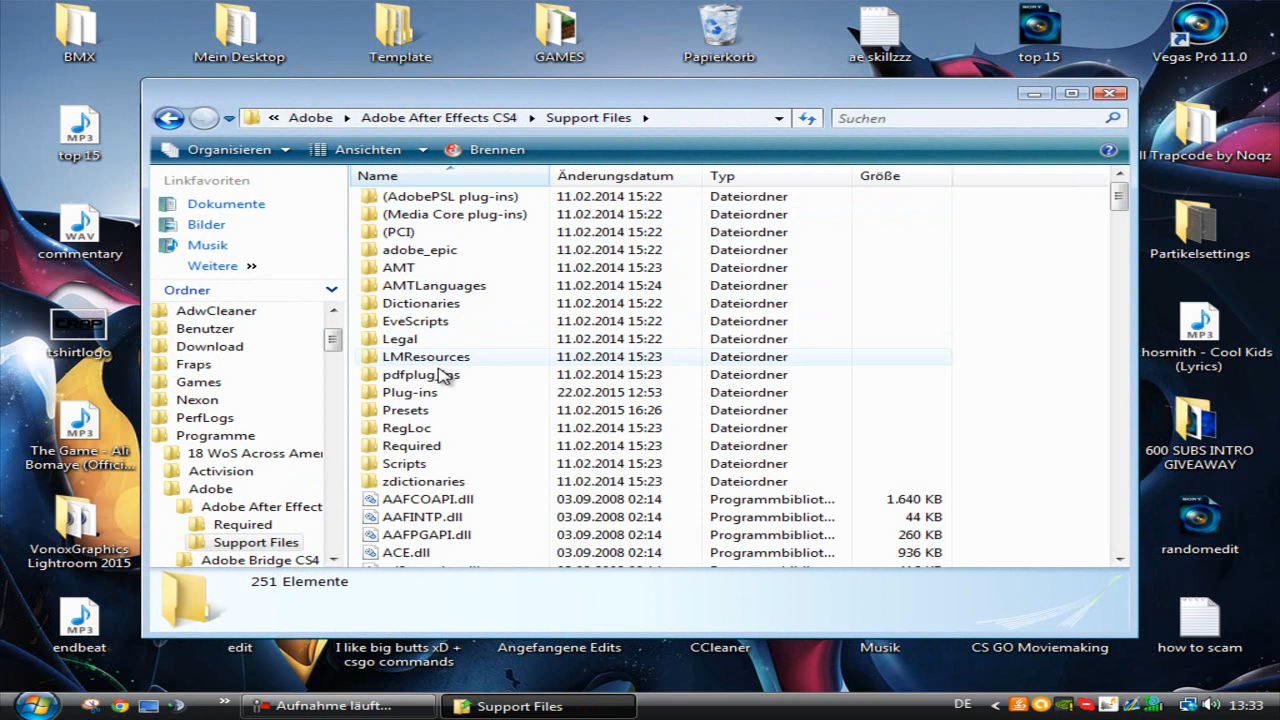 BMX
Mein Desktop
Template
GAMES
Papierkorb
ae skillzzz
SONY
top 15
Vegas Pro 11.0
MP3
top 15
WAV
commentary
tshirtlogo
MP3
The Game - Ali
Bomaye (Offici...
VonoxGraphics
Lightroom 2015
MP3
endbeat
« Adobe Adobe After Effects CS4 Support Files
Suchen
Organisieren Ansichten Brennen
Linkfavoriten
Dokumente
Bilder
Musik
Weitere »
Ordner
AdwCleaner
Benutzer
Download
Fraps
Games
Nexon
PerfLogs
Programme
18 WoS Across Amer
Activision
Adobe
Adobe After Effect
Required
Support Files
Adobe Bridge CS4
Name Änderungsdatum Typ Größe
(AdobePSL plug-ins) 11.02.2014 15:22 Dateiordner
(Media Core plug-ins) 11.02.2014 15:22 Dateiordner
(PCI) 11.02.2014 15:22 Dateiordner
adobe_epic 11.02.2014 15:22 Dateiordner
AMT 11.02.2014 15:23 Dateiordner
AMTLanguages 11.02.2014 15:24 Dateiordner
Dictionaries 11.02.2014 15:22 Dateiordner
EveScripts 11.02.2014 15:22 Dateiordner
Legal 11.02.2014 15:22 Dateiordner
LMResources 11.02.2014 15:23 Dateiordner
11.02.2014 15:23 Dateiordner
Plug-ins 22.02.2015 12:53 Dateiordner
Presets 11.02.2015 16:26 Dateiordner
RegLoc 11.02.2014 15:23 Dateiordner
Required 11.02.2014 15:23 Dateiordner
Scripts 11.02.2014 15:23 Dateiordner
zdictionaries 11.02.2014 15:23 Dateiordner
AAFCOAPI.dll 03.09.2008 02:14 Programmbibliot... 1.640 KB
AAFINTP.dll 03.09.2008 02:14 Programmbibliot... 44 KB
AAFPGAPI.dll 03.09.2008 02:14 Programmbibliot... 260 KB
ACE.dll 03.09.2008 02:14 Programmbibliot... 936 KB
251 Elemente
ll Trapcode by Noqz
Partikelsettings
MP3
hosmith - Cool Kids
(Lyrics)
600 SUBS INTRO
GIVEAWAY
SONY
randomedit
how to scam
edit
I like big butts xD +
csgo commands
Angefangene Edits
CCleaner
Musik
CS GO Moviemaking
» Aufnahme läuft... Support Files DE < 13:33